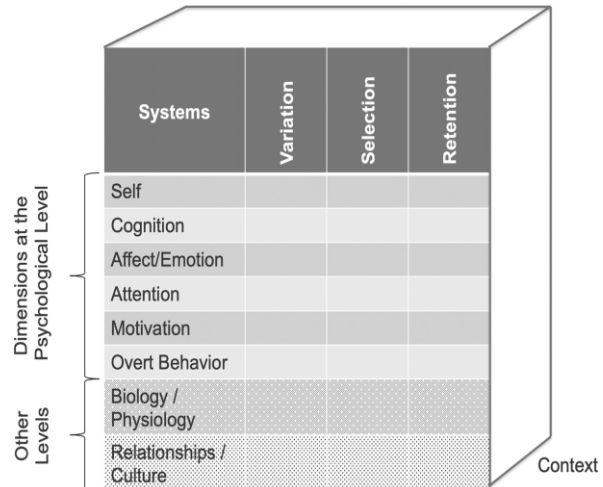 Systems
Variation
Selection
Retention
Dimensions at the
Psychological Level
Self
Cognition
Affect/Emotion
Attention
Motivation
Overt Behavior
Other
Levels
Biology /
Physiology
Relationships /
Culture
Context